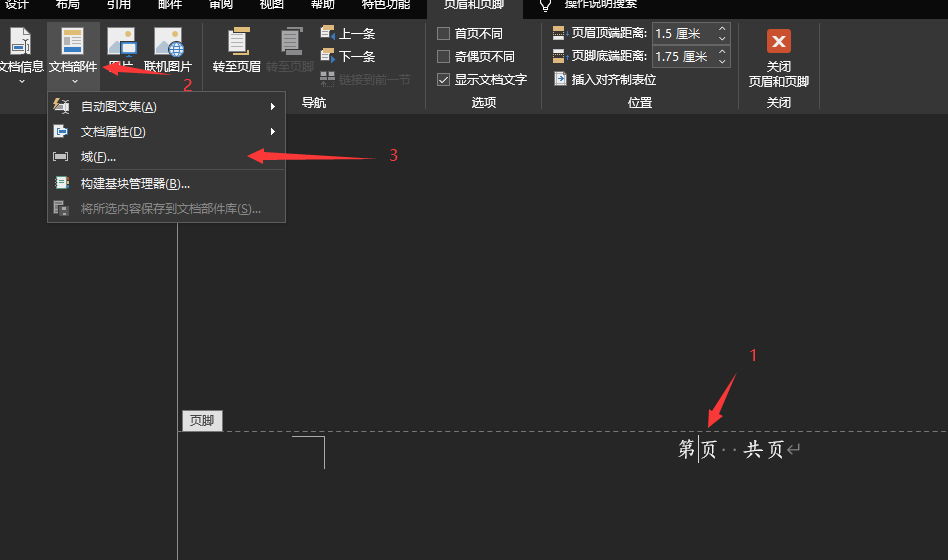 设计 布局 引用 邮件 审阅 视图 帮助 特色功能 页眉和页脚 操作说明搜索
文档信息 文档部件 图片 联机图片
转至页眉 转至页脚
上一条
下一条
链接到前一节
导航
首页不同
奇偶页不同
显示文档文字
选项
页眉顶端距离: 1.5 厘米
页脚底端距离: 1.75 厘米
插入对齐制表位
位置
关闭
页眉和页脚
关闭
2
自动图文集(A)
文档属性(D)
域(F)...
3
构建基块管理器(B)...
将所选内容保存到文档部件库(S)...
1
页脚
第页··共页↵